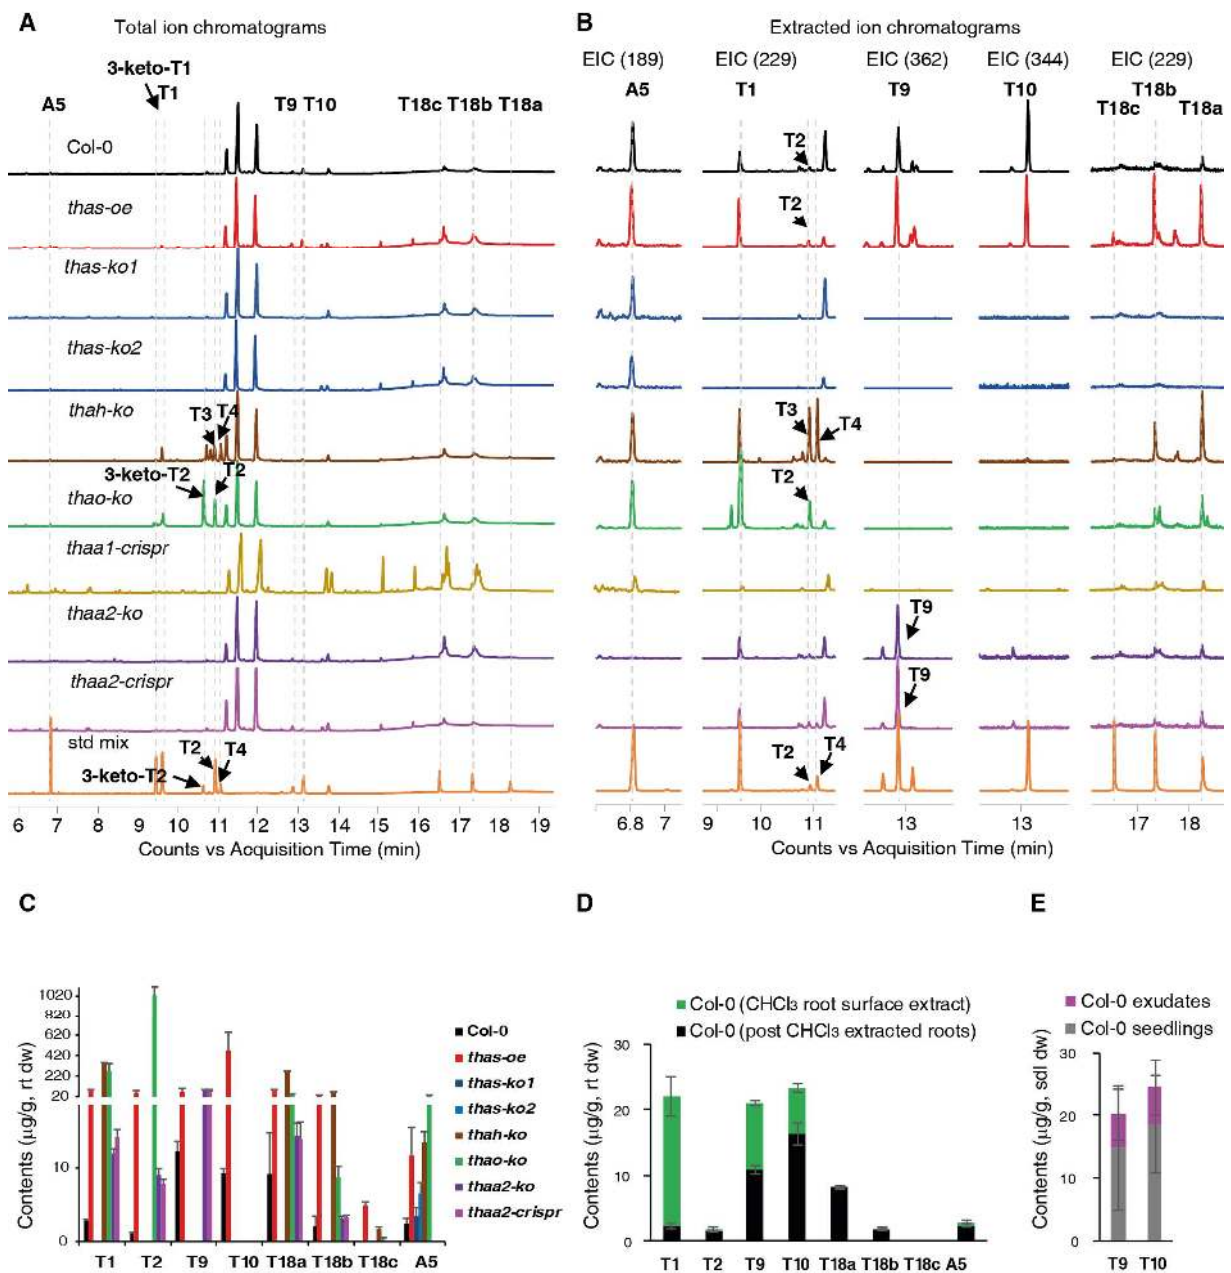 A
Total ion chromatograms
3-keto-T1
T1
A5
T9 T10
T18c T18b T18a
Col-0
thas-oe
thas-ko1
thas-ko2
thah-ko
T3 T4
3-keto-T2
T2
thao-ko
thaa1-crispr
thaa2-ko
thaa2-crispr
std mix
T2
T4
3-keto-T2
6 7 8 9 10 11 12 13 14 15 16 17 18 19
Counts vs Acquisition Time (min)
B
Extracted ion chromatograms
EIC (189) EIC (229) EIC (362) EIC (344) EIC (229)
A5 T1 T9 T10 T18b
T18c T18a
T2
T2
T3
T4
T2
T9
T9
T2
T4
6.8 7 9 10 11 13 13 17 18
Counts vs Acquisition Time (min)
C
Contents (µg/g, rt dw)
1020
820
620
420
220
20
10
0
T1 T2 T9 T10 T18a T18b T18c A5
Col-0
thas-oe
thas-ko1
thas-ko2
thah-ko
thao-ko
thaa2-ko
thaa2-crispr
D
Col-0 (CHCl3 root surface extract)
Col-0 (post CHCl3 extracted roots)
Contents (µg/g, rt dw)
30
20
10
0
T1 T2 T9 T10 T18a T18b T18c A5
E
Col-0 exudates
Col-0 seedlings
Contents (µg/g, sdl dw)
30
20
10
0
T9 T10